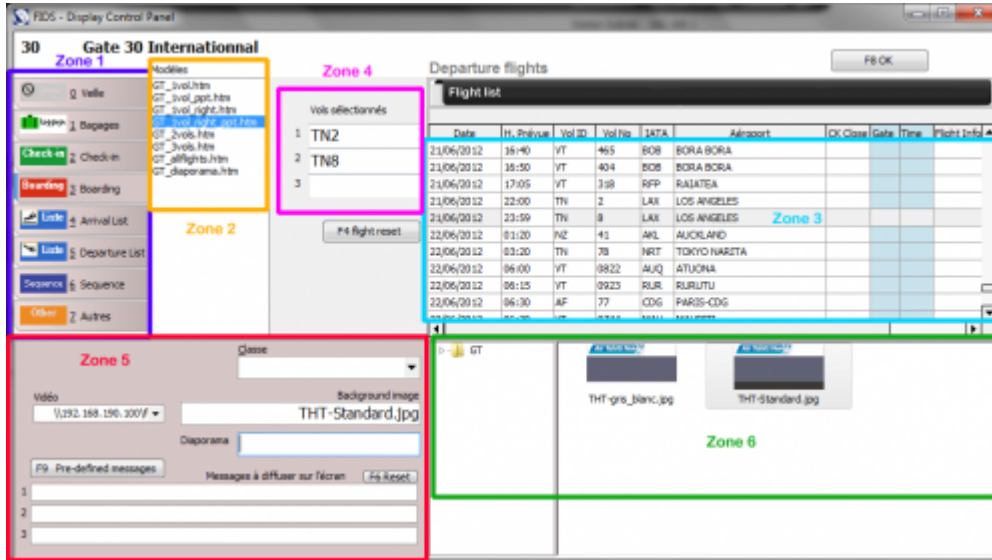 FIDS - Display Control Panel
30 Gate 30 Internationnal
Zone 1
Modèles
Zone 4
Departure flights
F8 OK
Flight list
0 Veille
1 Bagages
Check-in 2 Check-in
Boarding 3 Boarding
Liste 4 Arrival List
Liste 5 Departure List
Sequence 6 Sequence
Other 7 Autres
GT_1vol.htm
GT_1vol_ppt.htm
GT_1vol_right.htm
GT_1vol_right_ppt.htm
GT_2vols.htm
GT_3vols.htm
GT_allflights.htm
GT_diaporama.htm
Zone 2
Vols sélectionnés
1 TN2
2 TN8
3
F4 flight reset
Date H. Prévue Vol ID Vol No IATA Aéroport CK Close Gate Time Flight Info
21/06/2012 16:40 VT 465 BOB BORA BORA
21/06/2012 16:50 VT 404 BOB BORA BORA
21/06/2012 17:05 VT 318 RFP RAIATEA
21/06/2012 22:00 TN 2 LAX LOS ANGELES
21/06/2012 23:59 TN 8 LAX LOS ANGELES
Zone 3
22/06/2012 01:20 NZ 41 AKL AUCKLAND
22/06/2012 03:20 TN 78 NRT TOKYO NARITA
22/06/2012 06:00 VT 0822 AUQ ATUONA
22/06/2012 06:15 VT 0923 RUR RURUTU
22/06/2012 06:30 AF 77 CDG PARIS-CDG
Zone 5
Classe
Vidéo
\\192.168.190.100\f
Background image
THT-Standard.jpg
Diaporama
F9 Pre-defined messages
Messages à diffuser sur l'écran
F6 Reset
1
2
3
GT
THT-gris_blanc.jpg
THT-Standard.jpg
Zone 6